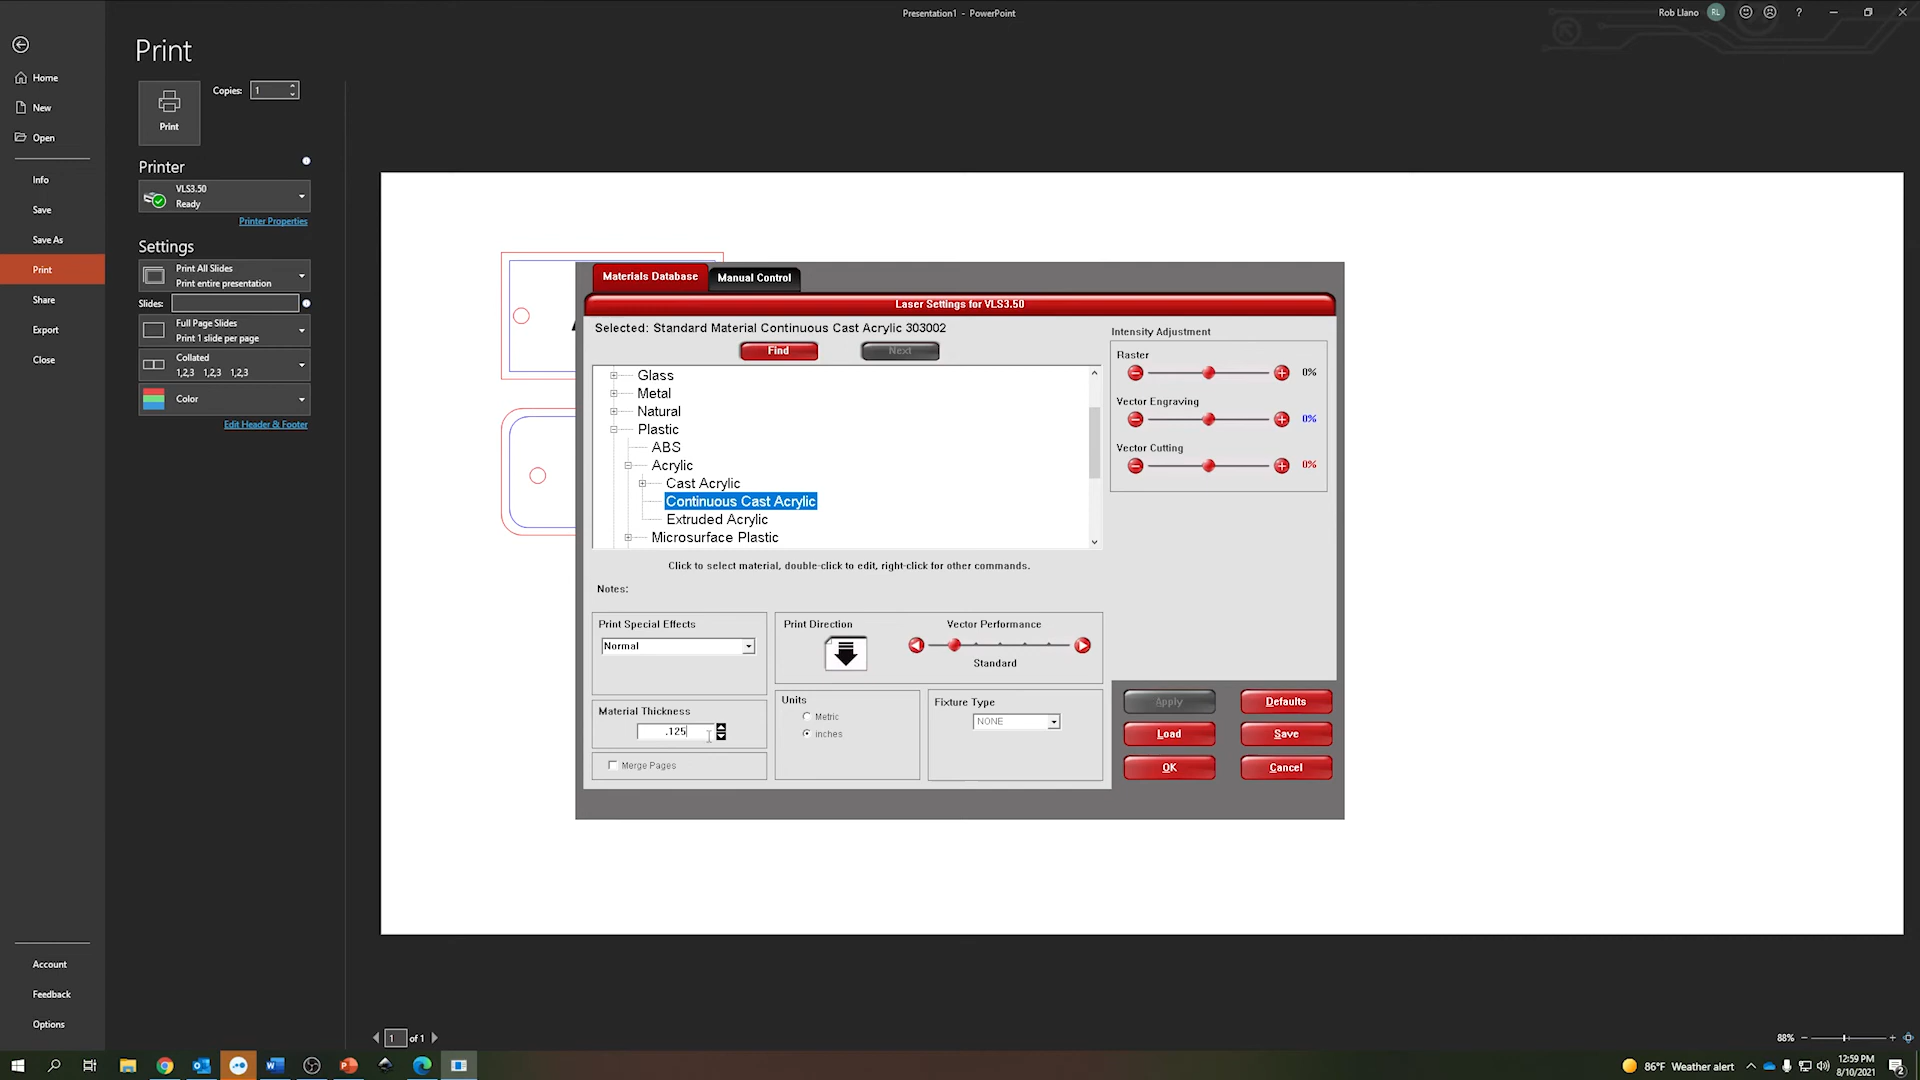 Presentation1 - PowerPoint
Rob Llano
RL
?
Print
Home
New
Open
Info
Save
Save As
Print
Share
Export
Close
Account
Feedback
Options
Print
Copies: 1
Printer
VLS3.50
Ready
Printer Properties
Settings
Print All Slides
Print entire presentation
Slides:
Full Page Slides
Print 1 slide per page
Collated
1,2,3 1,2,3 1,2,3
Color
Edit Header & Footer
Materials Database
Manual Control
Laser Settings for VLS3.50
Selected: Standard Material Continuous Cast Acrylic 303002
Find
Next
Glass
Metal
Natural
Plastic
ABS
Acrylic
Cast Acrylic
Continuous Cast Acrylic
Extruded Acrylic
Microsurface Plastic
Click to select material, double-click to edit, right-click for other commands.
Notes:
Intensity Adjustment
Raster
0%
Vector Engraving
0%
Vector Cutting
0%
Print Special Effects
Normal
Print Direction
Vector Performance
Standard
Material Thickness
.125
Merge Pages
Units
Metric
inches
Fixture Type
NONE
Apply
Defaults
Load
Save
OK
Cancel
1 of 1
88%
86°F Weather alert
12:59 PM
8/10/2021
2